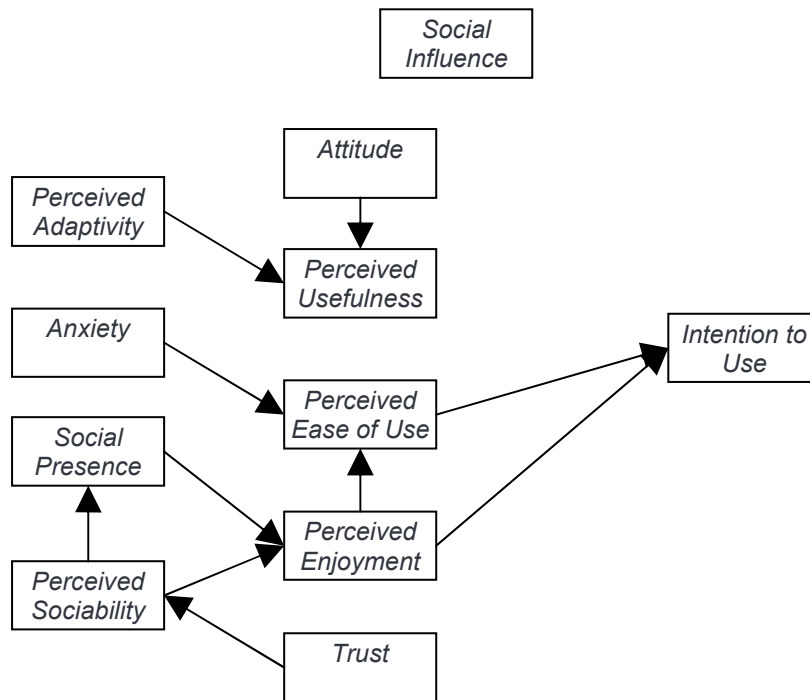 Social
Influence
Attitude
Perceived
Adaptivity
Perceived
Usefulness
Anxiety
Intention to
Use
Perceived
Ease of Use
Social
Presence
Perceived
Enjoyment
Perceived
Sociability
Trust